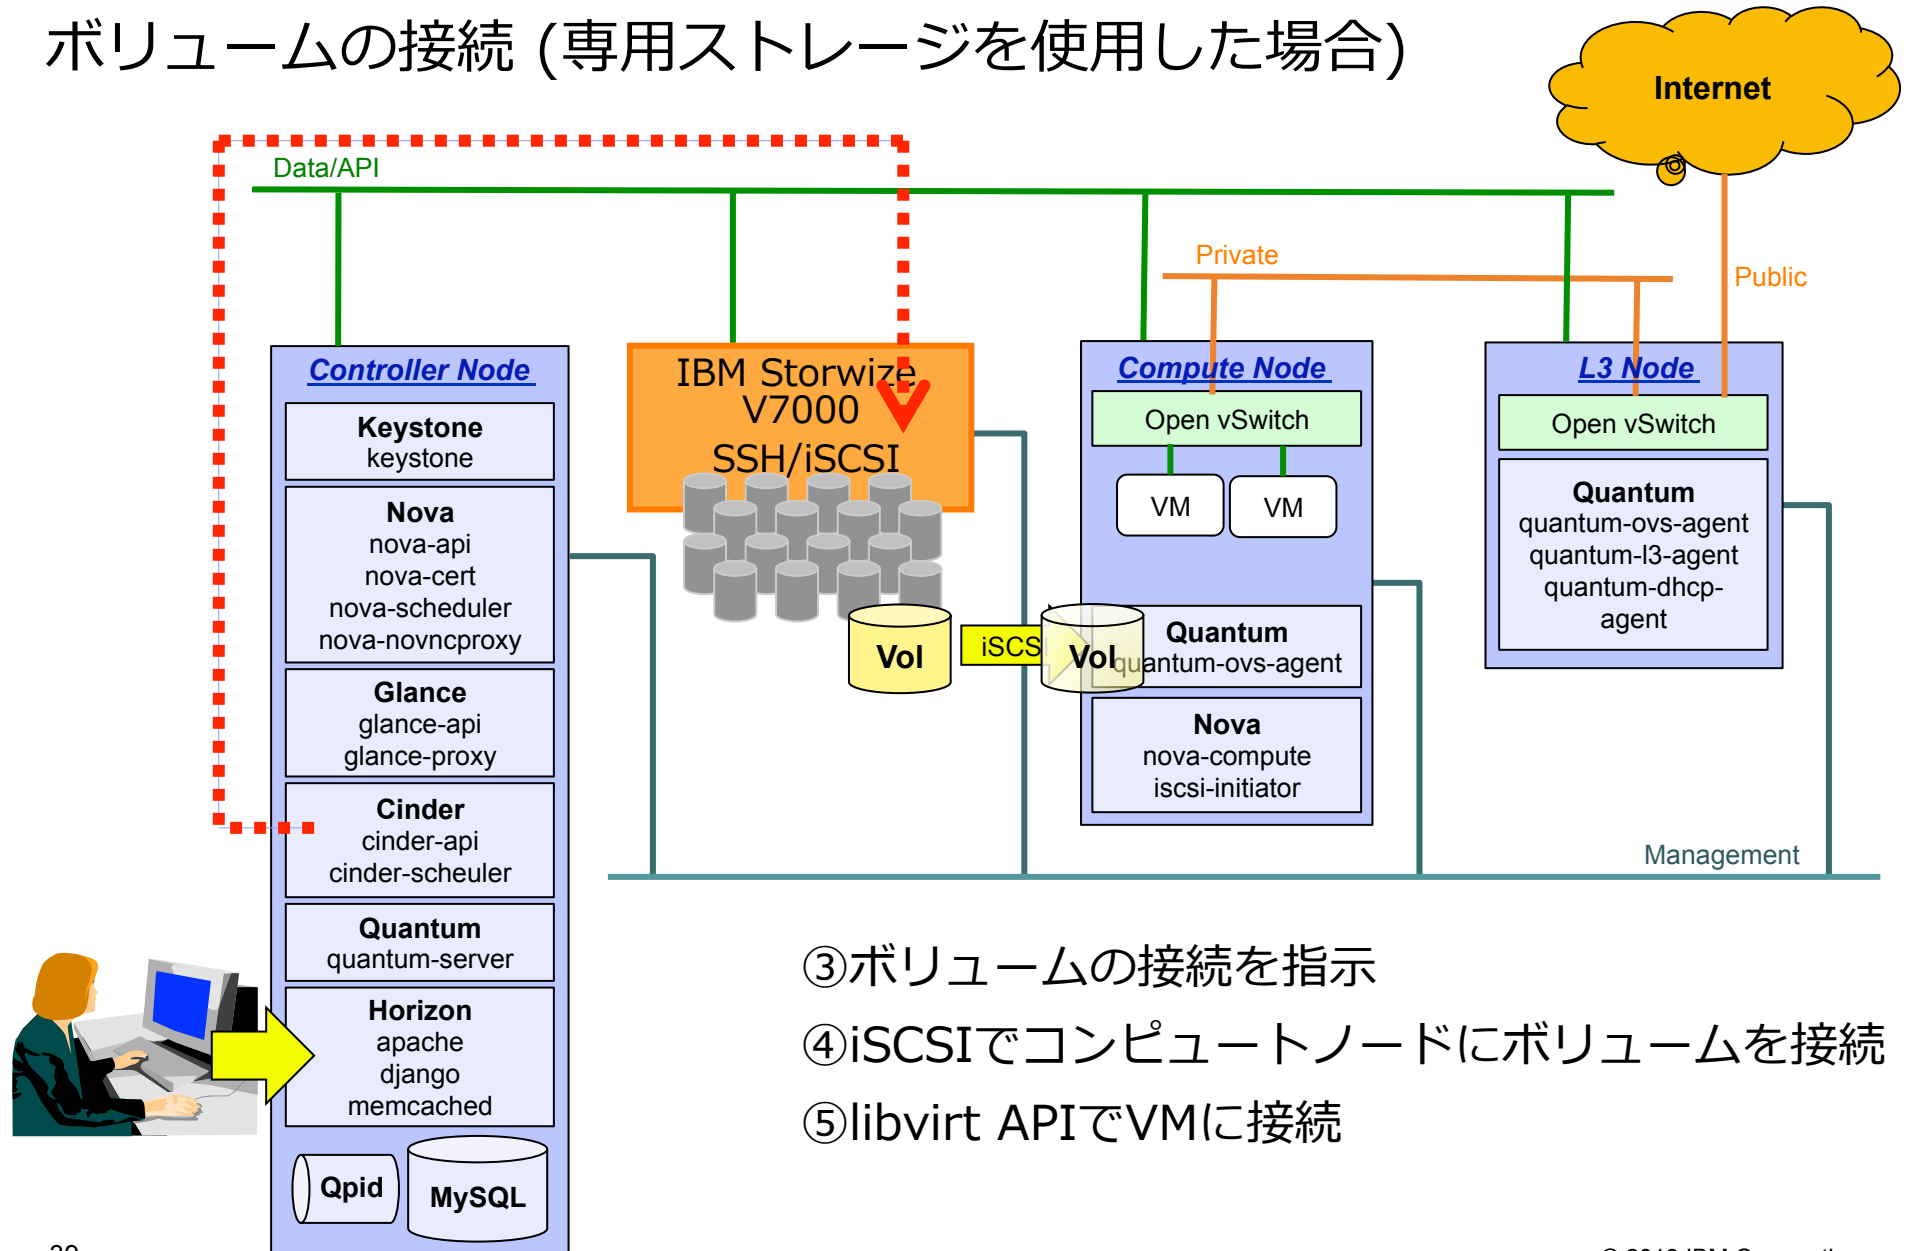 ボリュームの接続 (専用ストレージを使用した場合)
Internet
Data/API
Private
Public
Controller Node
Keystone
keystone
Nova
nova-api
nova-cert
nova-scheduler
nova-novncproxy
Glance
glance-api
glance-proxy
Cinder
cinder-api
cinder-scheuler
Quantum
quantum-server
Horizon
apache
django
memcached
Qpid
MySQL
IBM Storwize
V7000
SSH/iSCSI
Vol
iSCSI
Vol
Compute Node
Open vSwitch
VM
VM
Quantum
quantum-ovs-agent
Nova
nova-compute
iscsi-initiator
L3 Node
Open vSwitch
Quantum
quantum-ovs-agent
quantum-l3-agent
quantum-dhcp-
agent
Management
③ボリュームの接続を指示
④iSCSIでコンピュートノードにボリュームを接続
⑤libvirt APIでVMに接続